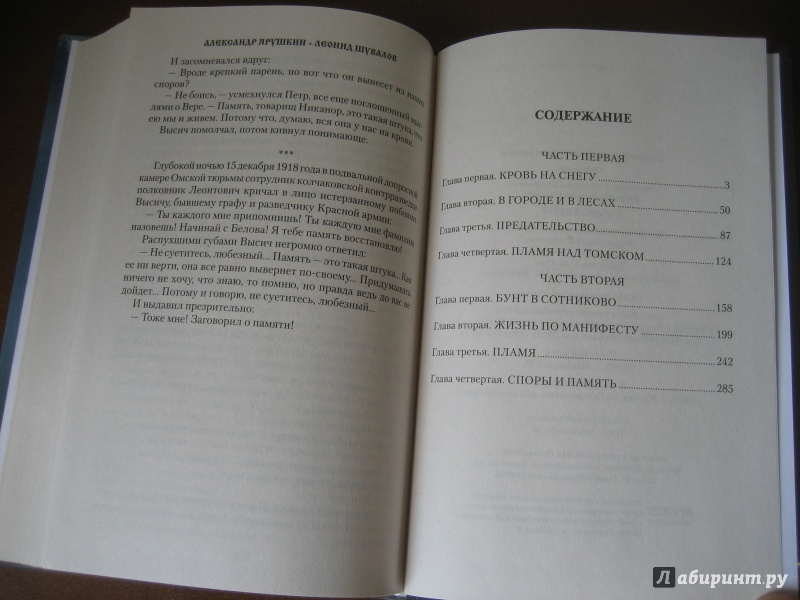 АЛЕКСАНДР ЯРУШКИН • ЛЕОНИД ШУВАЛОВ
И засомневался вдруг:
— Вроде крепкий парень, но вот что он вынесет из наших
споров?
— Не боись, — усмехнулся Петр, все еще поглощенный мыс-
лями о Вере. — Память, товарищ Никанор, это такая штука, что
ею мы и живем. Потому что, думаю, вся она у нас на крови.
Высич помолчал, потом кивнул понимающе.
***
Глубокой ночью 15 декабря 1918 года в подвальной допросной
камере Омской тюрьмы сотрудник колчаковской контрразведки
полковник Леонтович кричал в лицо истерзанному побоями
Высичу, бывшему графу и разведчику Красной армии:
— Ты каждого мне припомнишь! Ты каждую мне фамилию
назовешь! Начинай с Белова! Я тебе память восстановлю!
Распухшими губами Высич негромко ответил:
— Не суетитесь, любезный... Память — это такая штука... Как
ее ни верти, она все равно вывернет по-своему... Придумывать
ничего не хочу, что знаю, то помню, но правда ведь до вас не
дойдет... Потому и говорю, не суетитесь, любезный...
И выдавил презрительно:
— Тоже мне! Заговорил о памяти!
СОДЕРЖАНИЕ
ЧАСТЬ ПЕРВАЯ
Глава первая. КРОВЬ НА СНЕГУ 3
Глава вторая. В ГОРОДЕ И В ЛЕСАХ 50
Глава третья. ПРЕДАТЕЛЬСТВО 87
Глава четвертая. ПЛАМЯ НАД ТОМСКОМ 124
ЧАСТЬ ВТОРАЯ
Глава первая. БУНТ В СОТНИКОВО 158
Глава вторая. ЖИЗНЬ ПО МАНИФЕСТУ 199
Глава третья. ПЛАМЯ 242
Глава четвертая. СПОРЫ И ПАМЯТЬ 285
Лабиринт.ру